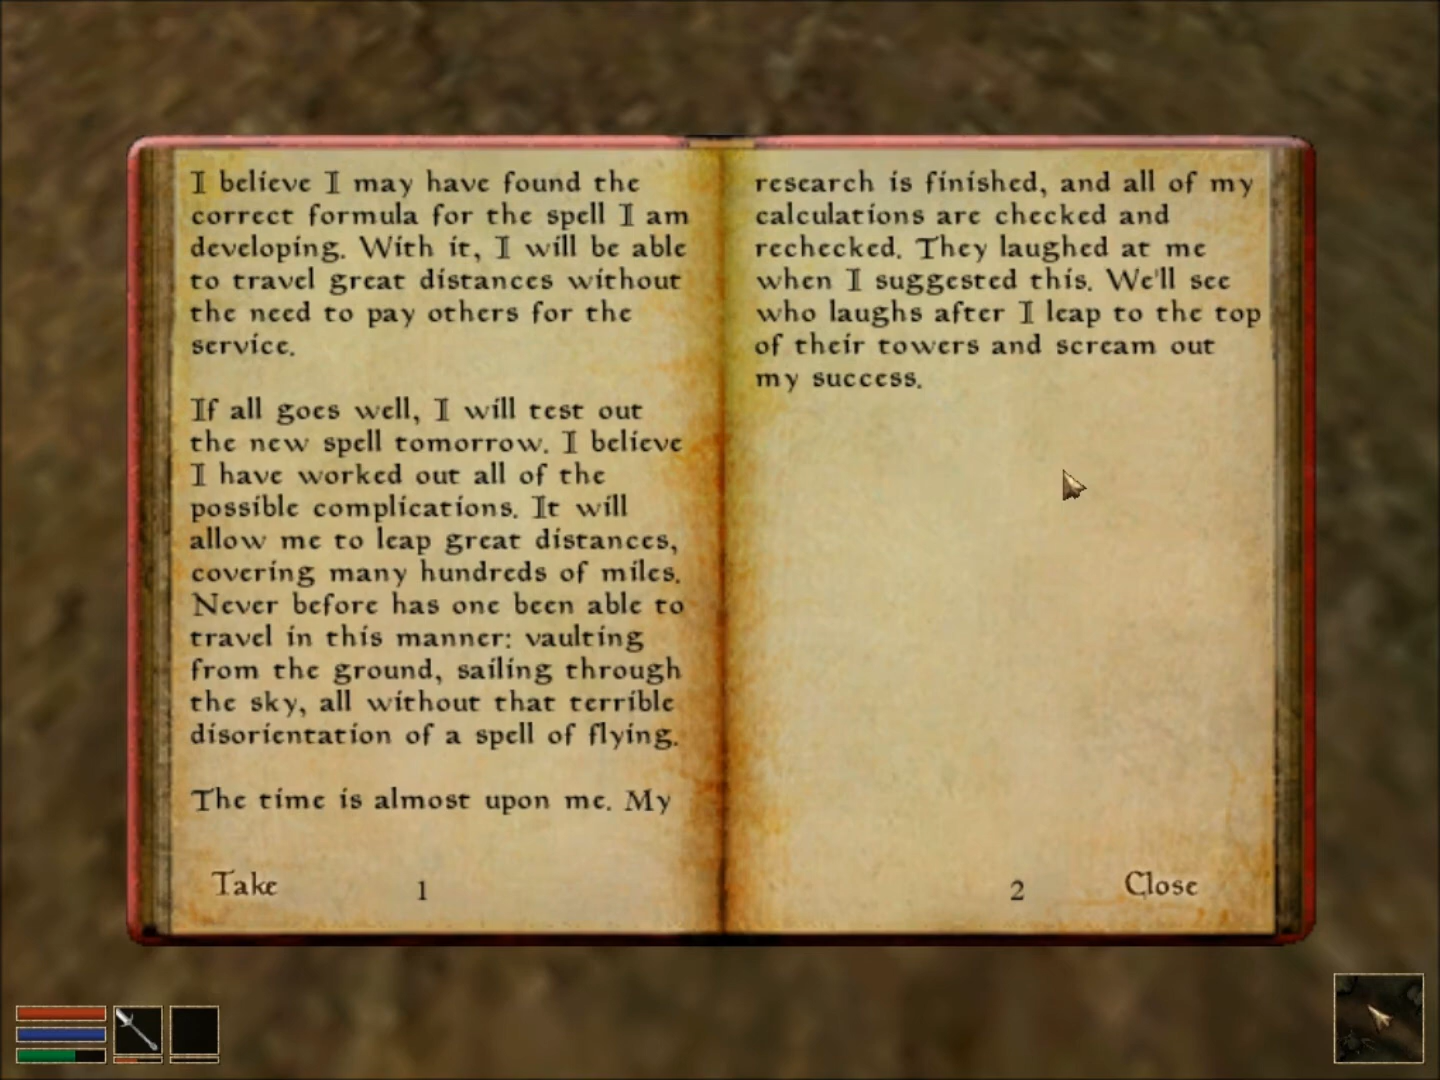 I believe I may have found the
correct formula for the spell I am
developing. With it, I will be able
to travel great distances without
the need to pay others for the
service.
If all goes well, I will test out
the new spell tomorrow. I believe
I have worked out all of the
possible complications. It will
allow me to leap great distances,
covering many hundreds of miles.
Never before has one been able to
travel in this manner: vaulting
from the ground, sailing through
the sky, all without that terrible
disorientation of a spell of flying.
The time is almost upon me. My
Take
1
research is finished, and all of my
calculations are checked and
rechecked. They laughed at me
when I suggested this. We'll see
who laughs after I leap to the top
of their towers and scream out
my success.
2
Close